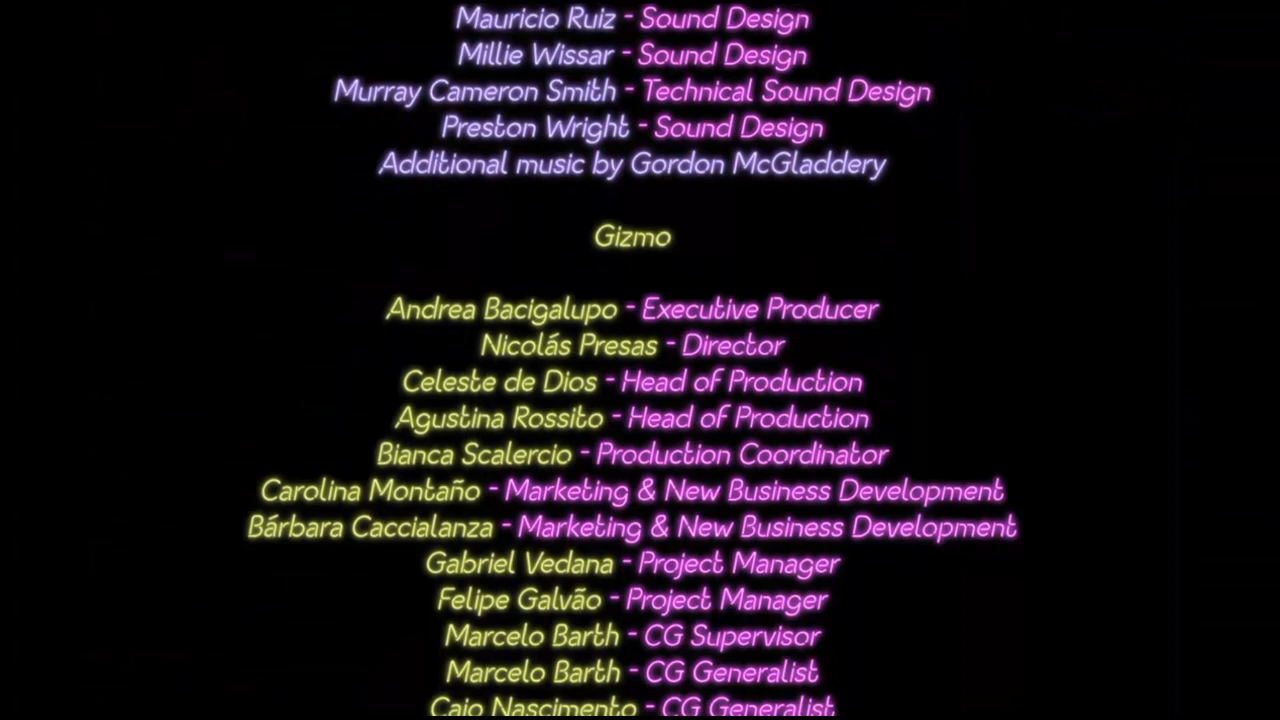 Mauricio Ruiz - Sound Design
Millie Wissar - Sound Design
Murray Cameron Smith - Technical Sound Design
Preston Wright - Sound Design
Additional music by Gordon McGladdery
Gizmo
Andrea Bacigalupo - Executive Producer
Nicolás Presas - Director
Celeste de Dios - Head of Production
Agustina Rossito - Head of Production
Bianca Scalercio - Production Coordinator
Carolina Montaño - Marketing & New Business Development
Bárbara Caccialanza - Marketing & New Business Development
Gabriel Vedana - Project Manager
Felipe Galvão - Project Manager
Marcelo Barth - CG Supervisor
Marcelo Barth - CG Generalist
Caio Nascimento - CG Generalist